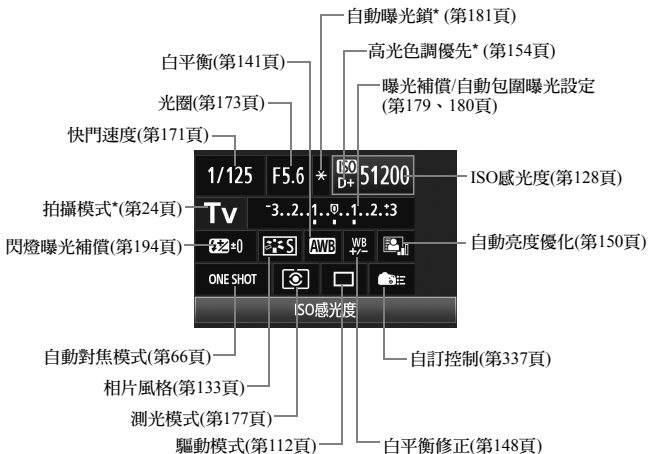 自動曝光鎖* (第181頁)
高光色調優先* (第154頁)
白平衡(第141頁)
曝光補償/自動包圍曝光設定
(第179、180頁)
光圈(第173頁)
快門速度(第171頁)
1/125 F5.6 * ISO D+ 51200
ISO感光度(第128頁)
拍攝模式*(第24頁)
Tv -3..2..1..0..1..2.:+3
閃燈曝光補償(第194頁)
±0 S AWB WB +/-
自動亮度優化(第150頁)
ONE SHOT
ISO感光度
自動對焦模式(第66頁)
自訂控制(第337頁)
相片風格(第133頁)
測光模式(第177頁)
驅動模式(第112頁)
白平衡修正(第148頁)